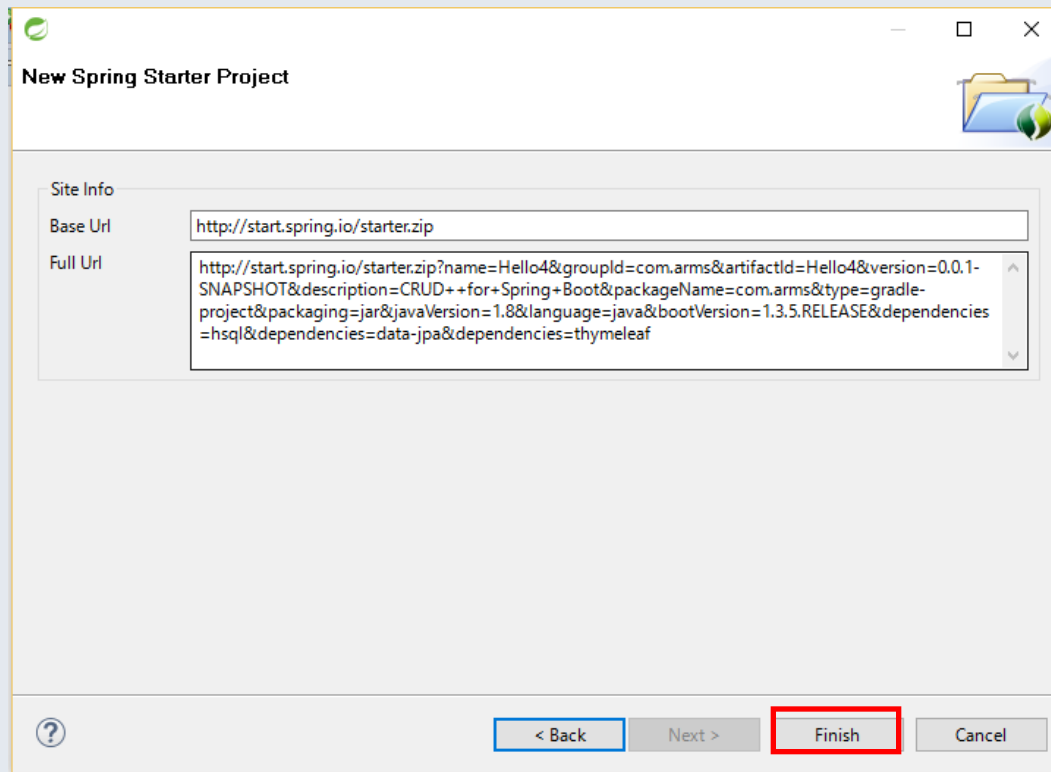 New Spring Starter Project
Site Info
Base Url
http://start.spring.io/starter.zip
Full Url
http://start.spring.io/starter.zip?name=Hello4&groupId=com.arms&artifactId=Hello4&version=0.0.1-
SNAPSHOT&description=CRUD++for+Spring+Boot&packageName=com.arms&type=gradle-
project&packaging=jar&javaVersion=1.8&language=java&bootVersion=1.3.5.RELEASE&dependencies
=hsql&dependencies=data-jpa&dependencies=thymeleaf
?
< Back
Next >
Finish
Cancel